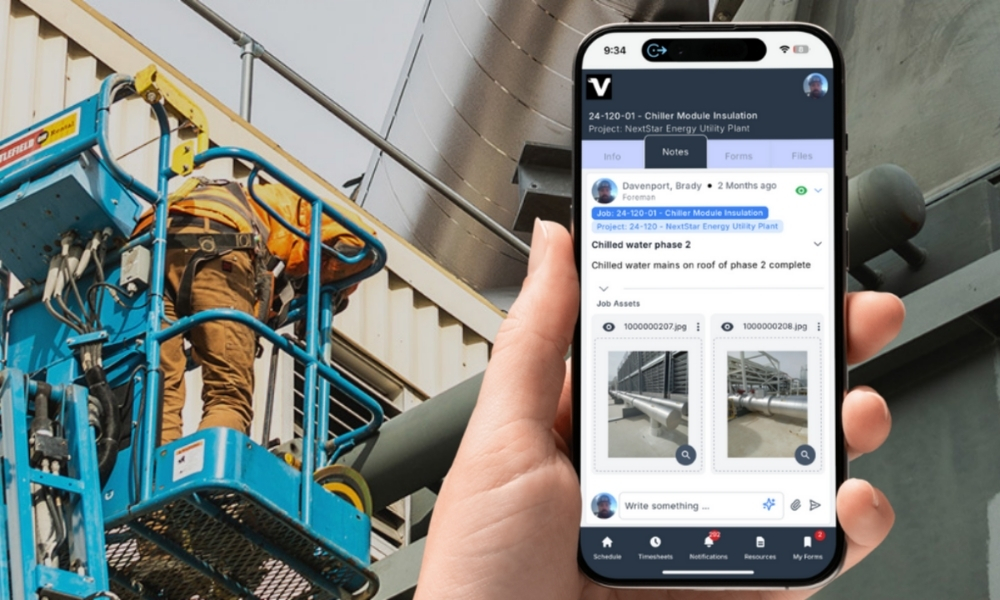 TLEFIELD
Rental
9:34
V
24-120-01 - Chiller Module Insulation
Project: NextStar Energy Utility Plant
Info Notes Forms Files
Davenport, Brady • 2 Months ago
Foreman
Job: 24-120-01 - Chiller Module Insulation
Project: 24-120 - NextStar Energy Utility Plant
Chilled water phase 2
Chilled water mains on roof of phase 2 complete
Job Assets
1000000207.jpg 1000000208.jpg
Write something ...
202 2
Schedule Timesheets Notifications Resources My Forms